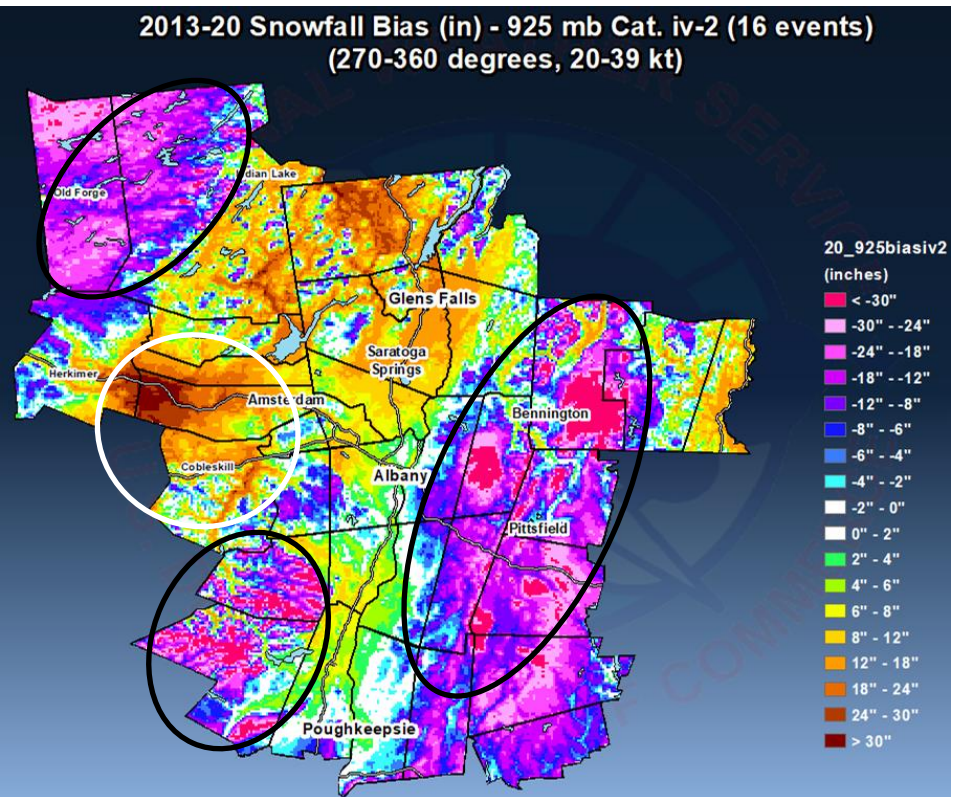 2013-20 Snowfall Bias (in) - 925 mb Cat. iv-2 (16 events)
(270-360 degrees, 20-39 kt)
Old Forge
ndian Lake
Glens Falls
Saratoga
Springs
Herkimer
Amsterdam
Bennington
Cobleskill
Albany
Pittsfield
Poughkeepsie
20_925biasiv2
(inches)
< -30"
-30" - -24"
-24" - -18"
-18" - -12"
-12" - -8"
-8" - -6"
-6" - -4"
-4" - -2"
-2" - 0"
0" - 2"
2" - 4"
4" - 6"
6" - 8"
8" - 12"
12" - 18"
18" - 24"
24" - 30"
> 30"